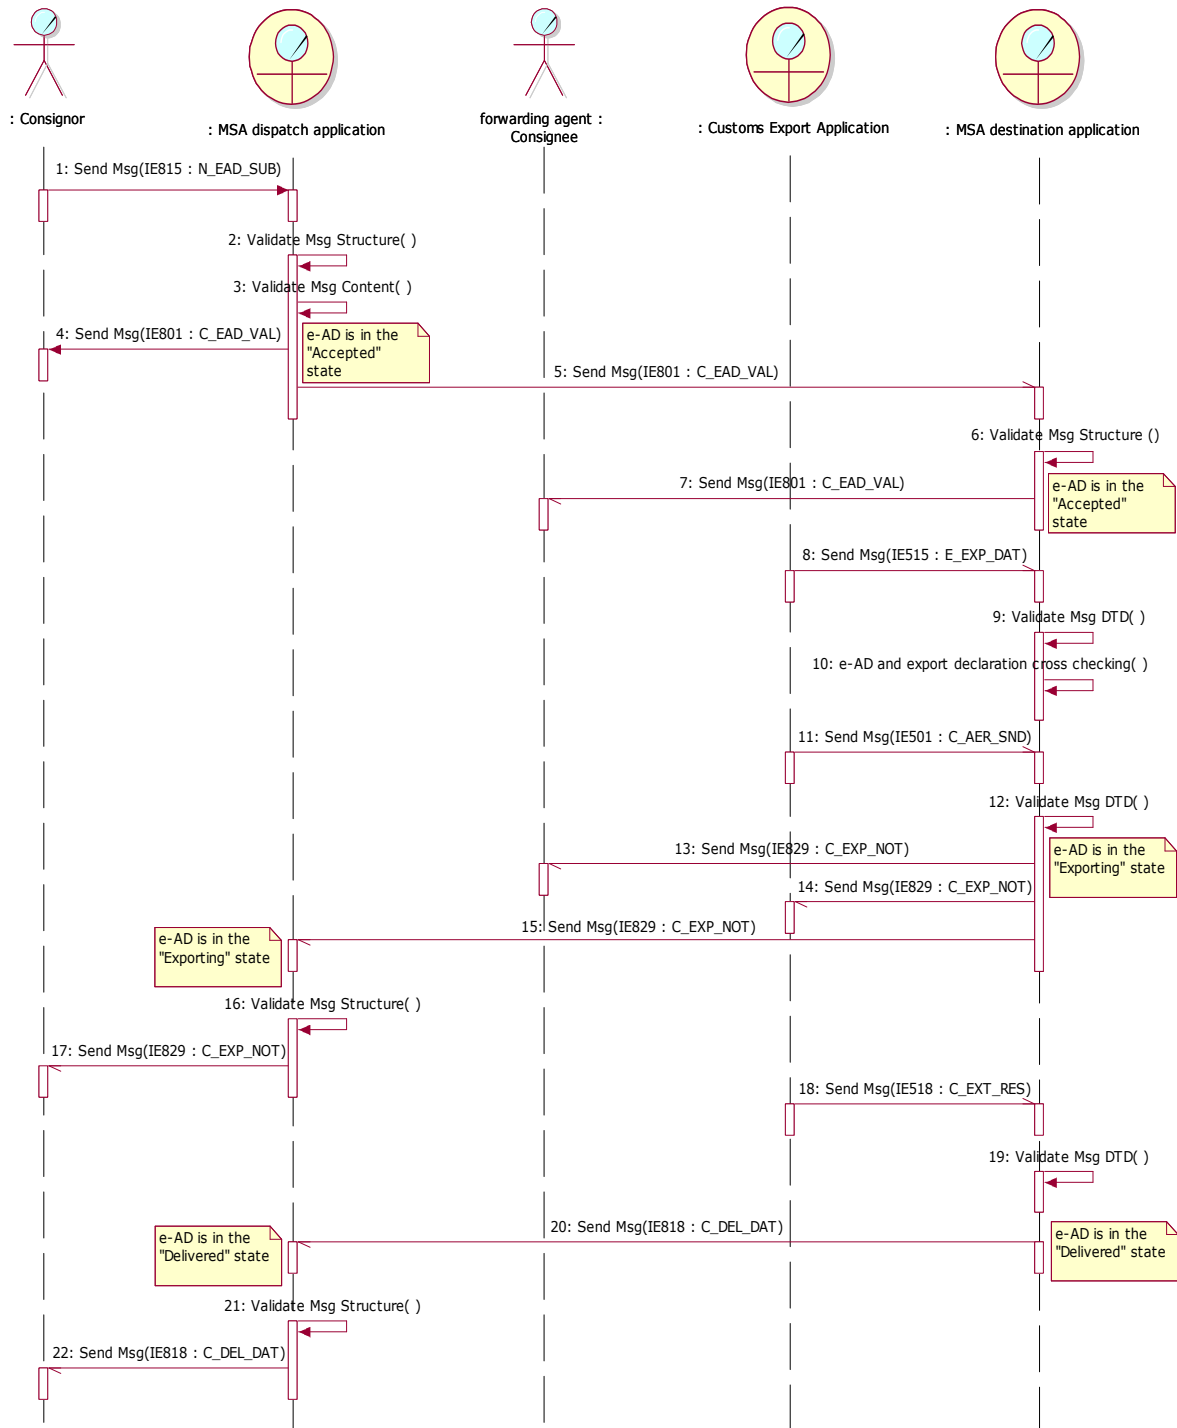 : Consignor
: MSA dispatch application
forwarding agent :
Consignee
: Customs Export Application
: MSA destination application
1: Send Msg(IE815 : N_EAD_SUB)
2: Validate Msg Structure( )
3: Validate Msg Content( )
4: Send Msg(IE801 : C_EAD_VAL)
e-AD is in the
"Accepted"
state
5: Send Msg(IE801 : C_EAD_VAL)
6: Validate Msg Structure ()
7: Send Msg(IE801 : C_EAD_VAL)
e-AD is in the
"Accepted"
state
8: Send Msg(IE515 : E_EXP_DAT)
9: Validate Msg DTD( )
10: e-AD and export declaration cross checking( )
11: Send Msg(IE501 : C_AER_SND)
12: Validate Msg DTD( )
13: Send Msg(IE829 : C_EXP_NOT)
e-AD is in the
"Exporting" state
14: Send Msg(IE829 : C_EXP_NOT)
15: Send Msg(IE829 : C_EXP_NOT)
e-AD is in the
"Exporting" state
16: Validate Msg Structure( )
17: Send Msg(IE829 : C_EXP_NOT)
18: Send Msg(IE518 : C_EXT_RES)
19: Validate Msg DTD( )
20: Send Msg(IE818 : C_DEL_DAT)
e-AD is in the
"Delivered" state
e-AD is in the
"Delivered" state
21: Validate Msg Structure( )
22: Send Msg(IE818 : C_DEL_DAT)